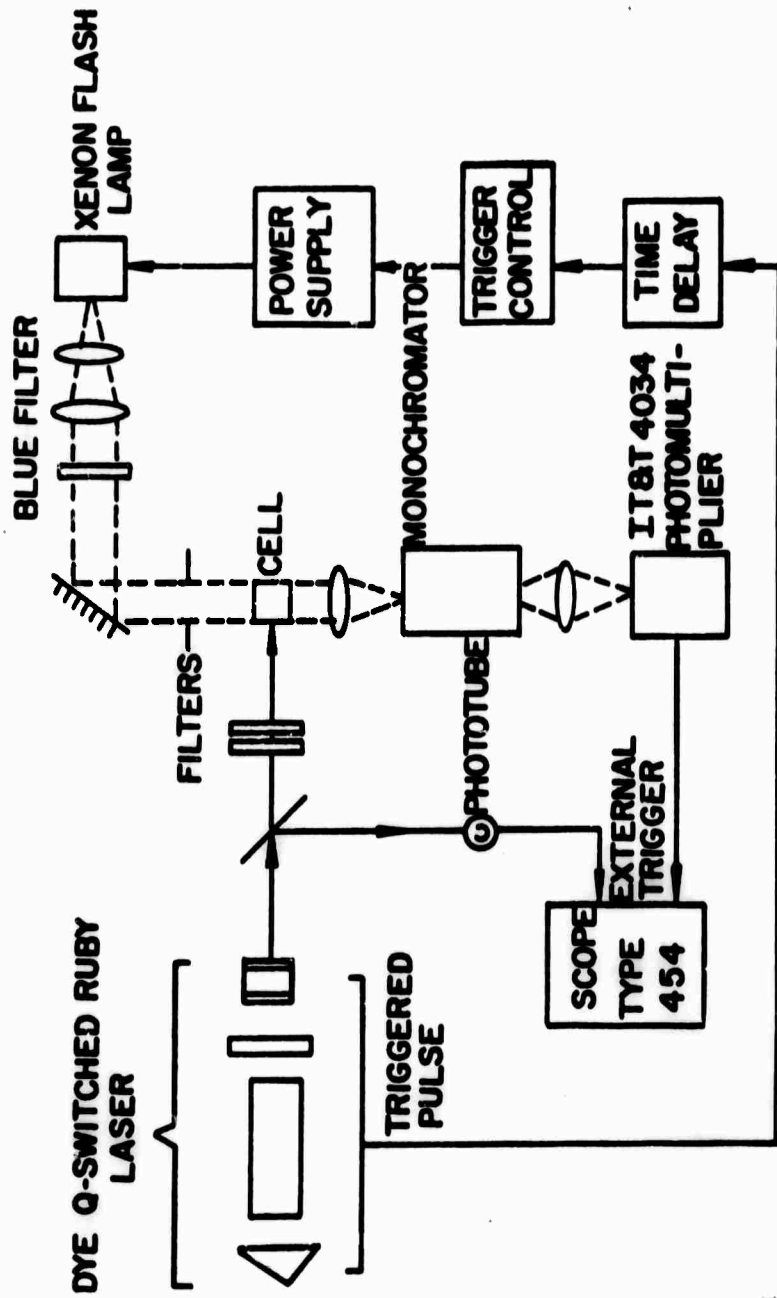 DYE Q-SWITCHED RUBY
LASER
BLUE FILTER
XENON FLASH
LAMP
FILTERS
CELL
POWER
SUPPLY
MONOCHROMATOR
PHOTOTUBE
TRIGGER
CONTROL
TRIGGERED
PULSE
SCOPE
TYPE
454
EXTERNAL
TRIGGER
IT&T 4034
PHOTOMULTI-
PLIER
TIME
DELAY